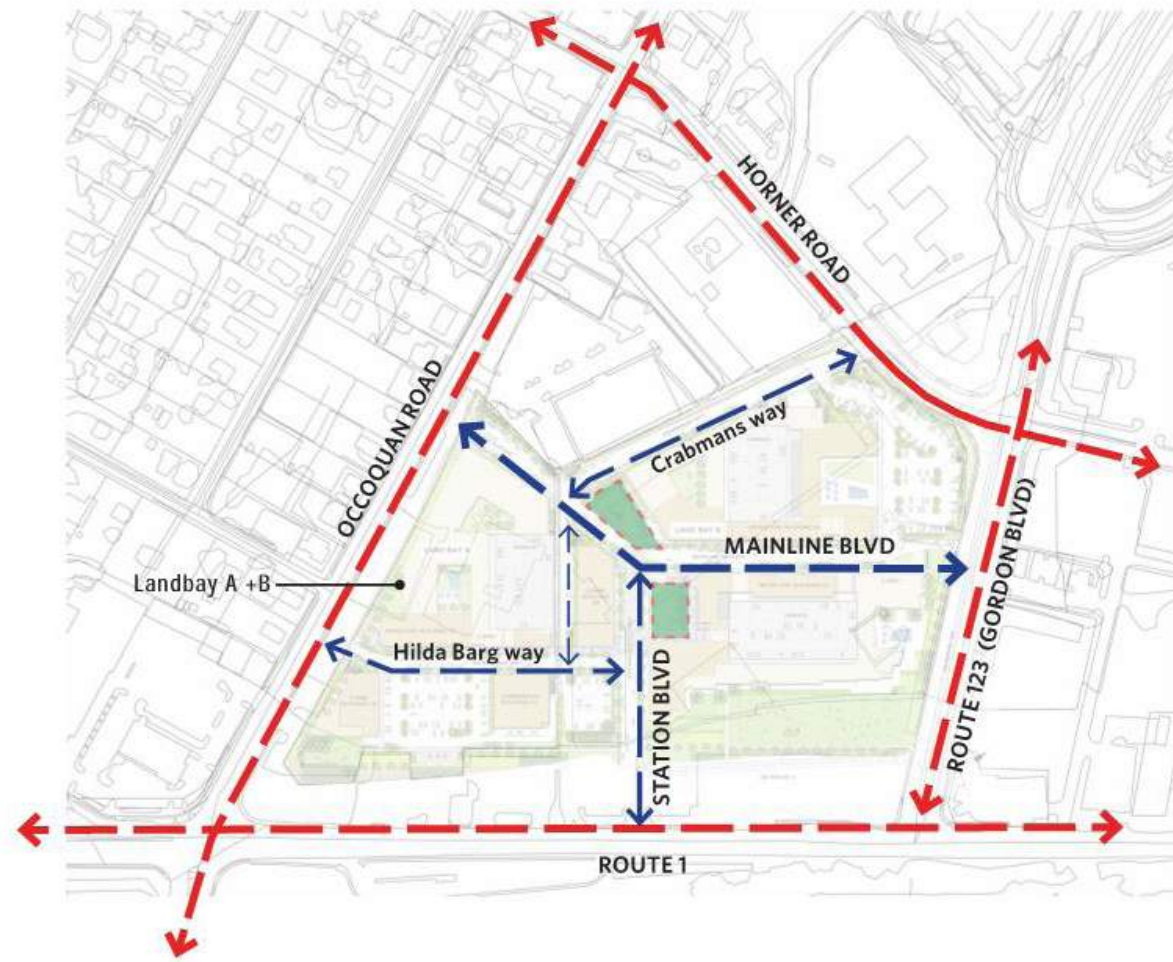 HORNER ROAD
OCCOQUAN ROAD
Crabmans way
MAINLINE BLVD
Landbay A +B
Hilda Barg way
STATION BLVD
ROUTE 123 (GORDON BLVD)
ROUTE 1